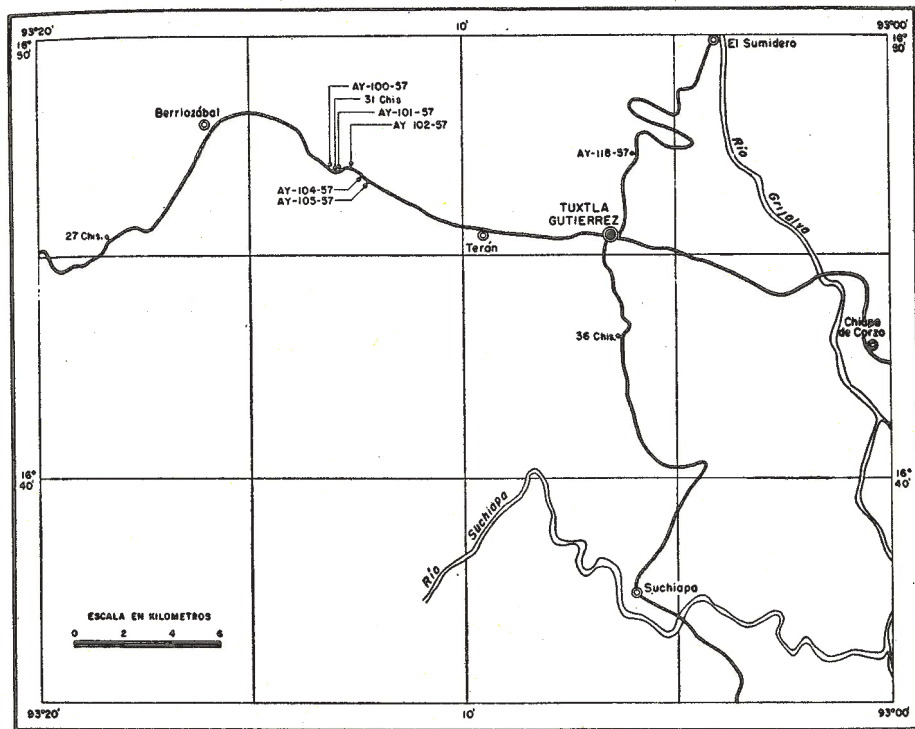 93°20'
10'
93°00'
16°
50'
16°
50'
El Sumidero
AY-100-57
31 Chis
AY-101-57
AY 102-57
Berriozábal
AY-118-57
Río Grijalva
AY-104-57
AY-105-57
TUXTLA
GUTIERREZ
27 Chis.
Terán
36 Chis.
Chiapa
de Corzo
16°
40'
16°
40'
Río Suchiapa
Suchiapa
ESCALA EN KILOMETROS
0 2 4 6
93°20'
10'
93°00'